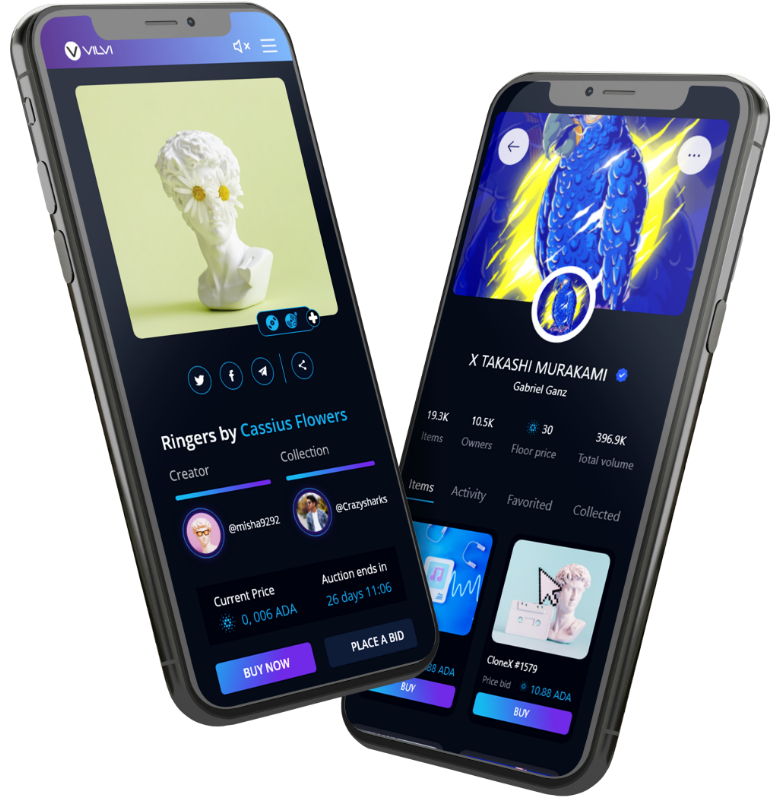 VILVI
Ringers by Cassius Flowers
Creator
Collection
@misha9292
@Crazysharks
Current Price
Auction ends in
0, 006 ADA
26 days 11:06
BUY NOW
PLACE A BID
X TAKASHI MURAKAMI
Gabriel Ganz
19.3K
10.5K
30
396.9K
Items
Owners
Floor price
Total volume
Items
Activity
Favorited
Collected
CloneX #1579
Price bid
10.88 ADA
BUY
.88 ADA
BUY